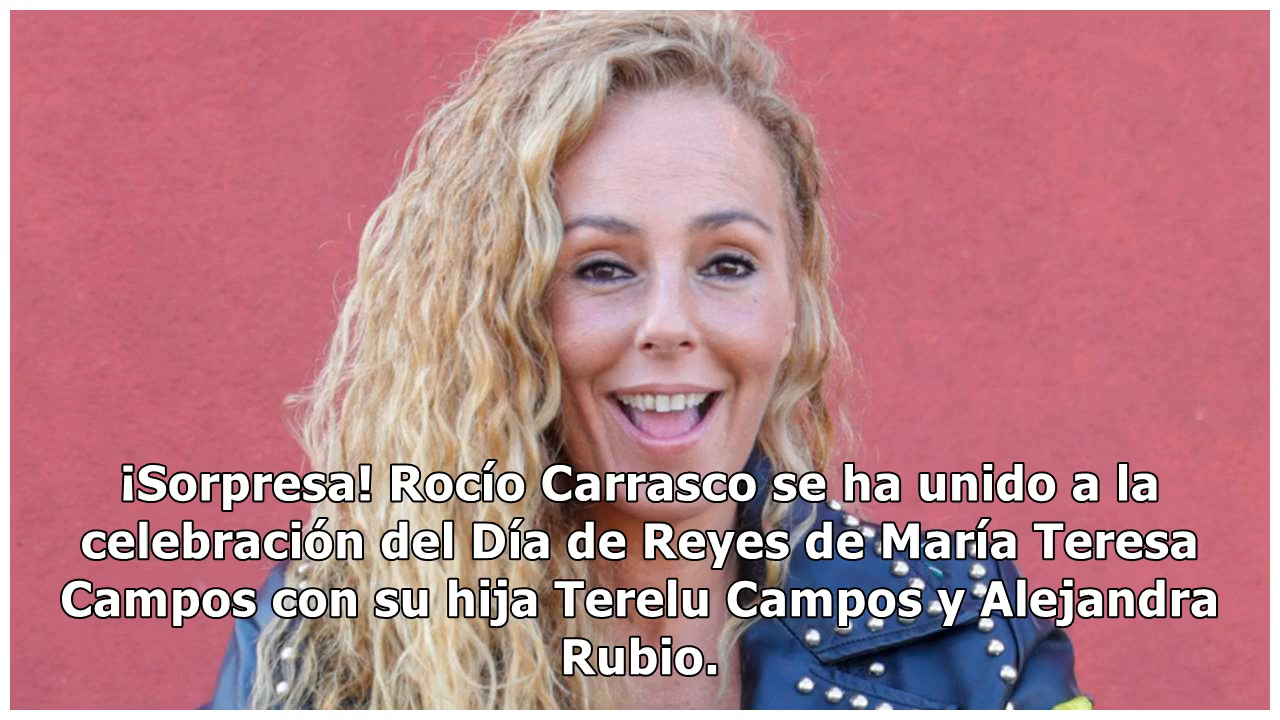 ¡Sorpresa! Rocío Carrasco se ha unido a la
celebración del Día de Reyes de María Teresa
Campos con su hija Terelu Campos y Alejandra
Rubio.